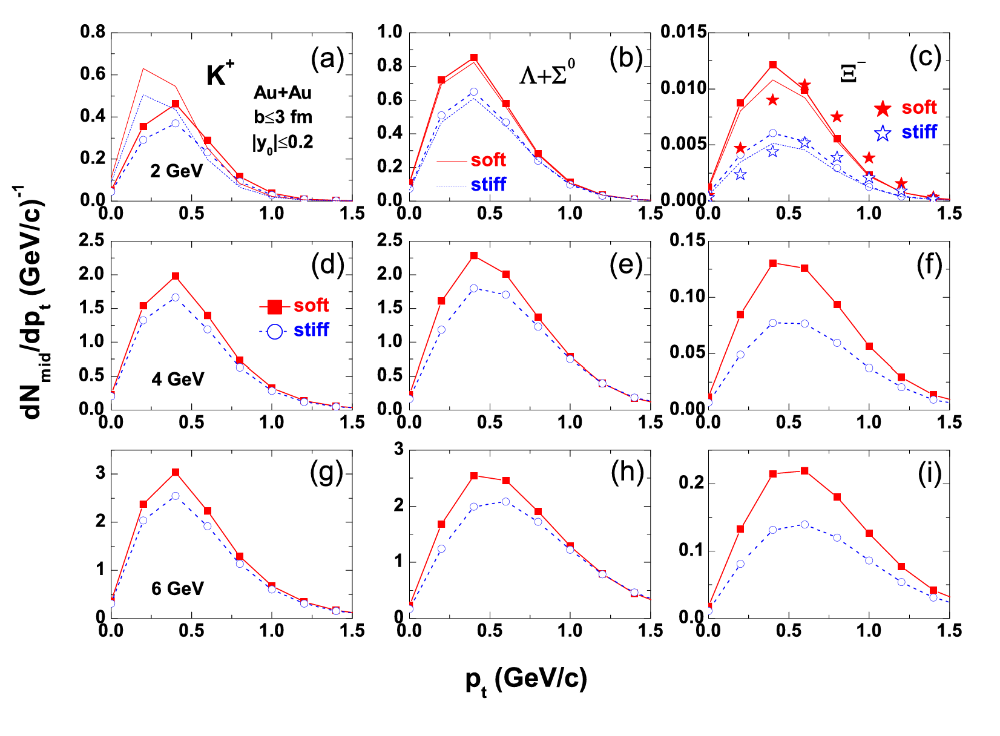 dN_mid/dp_t (GeV/c)^-1
0.8
0.6
0.4
0.2
0.0
0.0 0.5 1.0 1.5
(a)
K^+
Au+Au
b≤3 fm
|y_0|≤0.2
2 GeV
1.0
0.8
0.6
0.4
0.2
0.0
0.0 0.5 1.0 1.5
(b)
Λ+Σ^0
soft
stiff
0.015
0.010
0.005
0.000
0.0 0.5 1.0 1.5
(c)
Ξ^−
soft
stiff
2.5
2.0
1.5
1.0
0.5
0.0
0.0 0.5 1.0 1.5
(d)
soft
stiff
4 GeV
2.5
2.0
1.5
1.0
0.5
0.0
0.0 0.5 1.0 1.5
(e)
0.15
0.10
0.05
0.00
0.0 0.5 1.0 1.5
(f)
3
2
1
0
0.0 0.5 1.0 1.5
(g)
6 GeV
3
2
1
0
0.0 0.5 1.0 1.5
(h)
0.2
0.1
0.0
0.0 0.5 1.0 1.5
(i)
p_t (GeV/c)